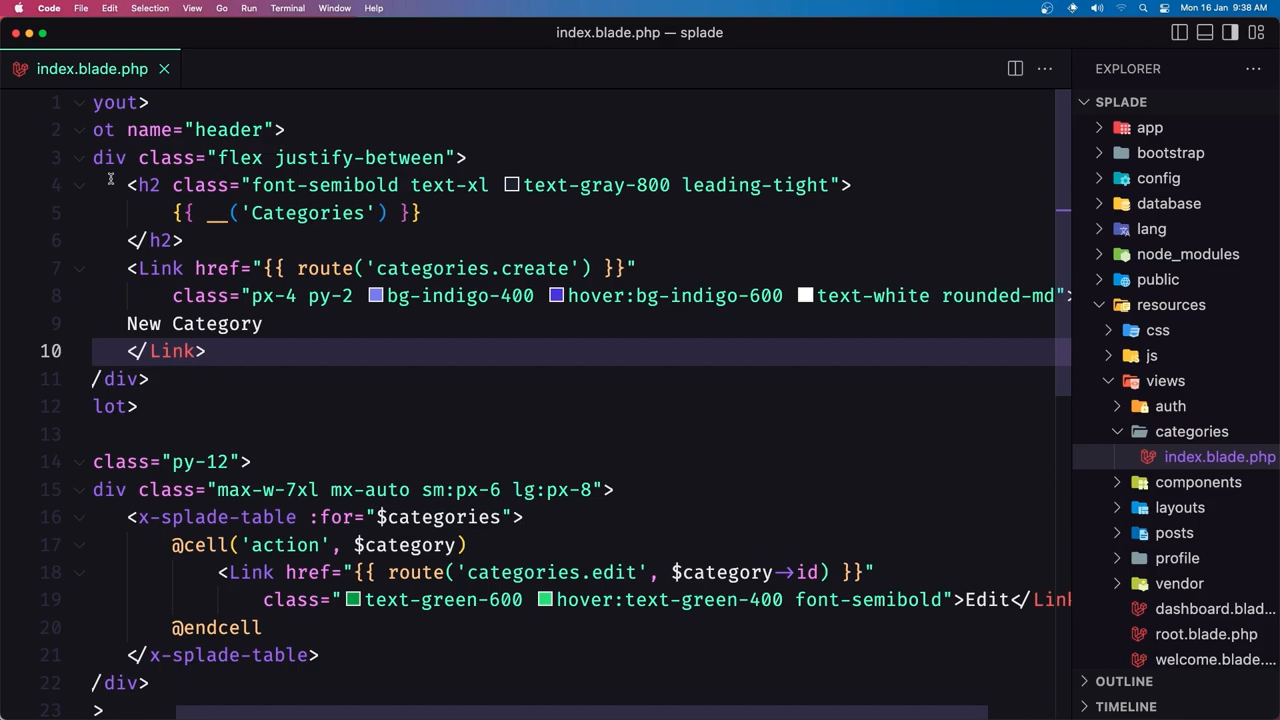 Code File Edit Selection View Go Run Terminal Window Help Mon 16 Jan 9:38 AM
index.blade.php — splade
index.blade.php
EXPLORER
SPLADE
app
bootstrap
config
database
lang
node_modules
public
resources
css
js
views
auth
categories
index.blade.php
components
layouts
posts
profile
vendor
dashboard.blad...
root.blade.php
welcome.blade....
OUTLINE
TIMELINE
1 yout>
2 ot name="header">
3 div class="flex justify-between">
4 <h2 class="font-semibold text-xl text-gray-800 leading-tight">
5 {{ __('Categories') }}
6 </h2>
7 <Link href="{{ route('categories.create') }}"
8 class="px-4 py-2 bg-indigo-400 hover:bg-indigo-600 text-white rounded-md">
9 New Category
10 </Link>
11 /div>
12 lot>
13
14 class="py-12">
15 div class="max-w-7xl mx-auto sm:px-6 lg:px-8">
16 <x-splade-table :for="$categories">
17 @cell('action', $category)
18 <Link href="{{ route('categories.edit', $category->id) }}"
19 class="text-green-600 hover:text-green-400 font-semibold">Edit</Link
20 @endcell
21 </x-splade-table>
22 /div>
23 >